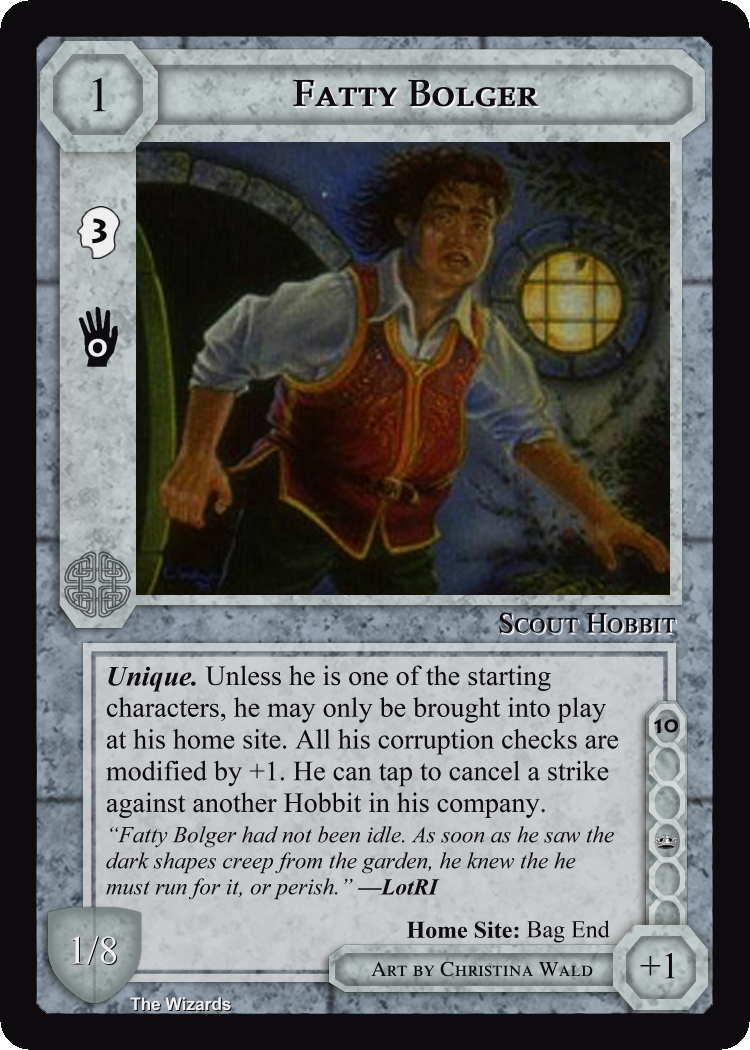 1
Fatty Bolger
3
0
Scout Hobbit
Unique. Unless he is one of the starting
characters, he may only be brought into play
at his home site. All his corruption checks are
modified by +1. He can tap to cancel a strike
against another Hobbit in his company.
“Fatty Bolger had not been idle. As soon as he saw the
dark shapes creep from the garden, he knew the he
must run for it, or perish.” —LotRI
10
Home Site: Bag End
1/8
Art by Christina Wald
+1
The Wizards